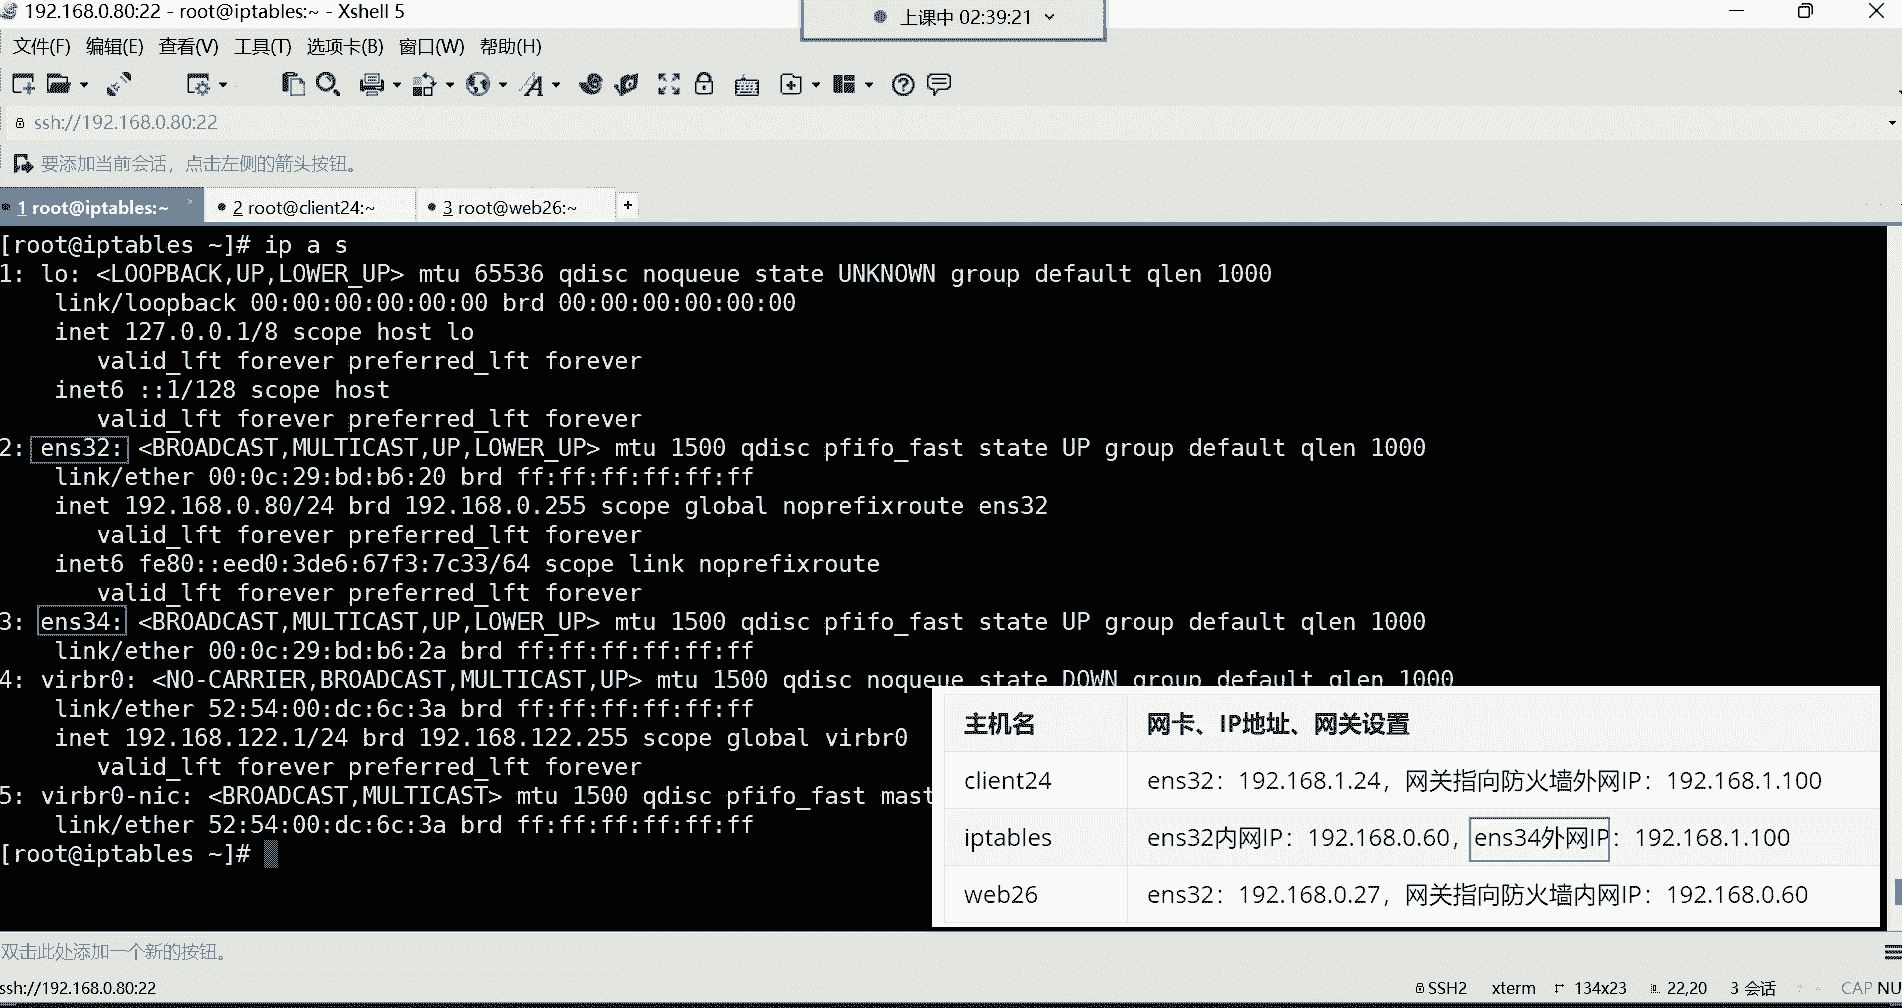 192.168.0.80:22 - root@iptables:~ - Xshell 5
上课中 02:39:21
文件(F) 编辑(E) 查看(V) 工具(T) 选项卡(B) 窗口(W) 帮助(H)
ssh://192.168.0.80:22
要添加当前会话，点击左侧的箭头按钮。
1 root@iptables:~ × 2 root@client24:~ 3 root@web26:~ +
[root@iptables ~]# ip a s
1: lo: <LOOPBACK,UP,LOWER_UP> mtu 65536 qdisc noqueue state UNKNOWN group default qlen 1000
link/loopback 00:00:00:00:00:00 brd 00:00:00:00:00:00
inet 127.0.0.1/8 scope host lo
valid_lft forever preferred_lft forever
inet6 ::1/128 scope host
valid_lft forever preferred_lft forever
2: ens32: <BROADCAST,MULTICAST,UP,LOWER_UP> mtu 1500 qdisc pfifo_fast state UP group default qlen 1000
link/ether 00:0c:29:bd:b6:20 brd ff:ff:ff:ff:ff:ff
inet 192.168.0.80/24 brd 192.168.0.255 scope global noprefixroute ens32
valid_lft forever preferred_lft forever
inet6 fe80::eed0:3de6:67f3:7c33/64 scope link noprefixroute
valid_lft forever preferred_lft forever
3: ens34: <BROADCAST,MULTICAST,UP,LOWER_UP> mtu 1500 qdisc pfifo_fast state UP group default qlen 1000
link/ether 00:0c:29:bd:b6:2a brd ff:ff:ff:ff:ff:ff
4: virbr0: <NO-CARRIER,BROADCAST,MULTICAST,UP> mtu 1500 qdisc noqueue state DOWN group default qlen 1000
link/ether 52:54:00:dc:6c:3a brd ff:ff:ff:ff:ff:ff
inet 192.168.122.1/24 brd 192.168.122.255 scope global virbr0
valid_lft forever preferred_lft forever
5: virbr0-nic: <BROADCAST,MULTICAST> mtu 1500 qdisc pfifo_fast mast
link/ether 52:54:00:dc:6c:3a brd ff:ff:ff:ff:ff:ff
[root@iptables ~]#
主机名 网卡、IP地址、网关设置
client24 ens32：192.168.1.24，网关指向防火墙外网IP：192.168.1.100
iptables ens32内网IP：192.168.0.60，ens34外网IP：192.168.1.100
web26 ens32：192.168.0.27，网关指向防火墙内网IP：192.168.0.60
双击此处添加一个新的按钮。
ssh://192.168.0.80:22 SSH2 xterm 134x23 22,20 3 会话 CAP NU